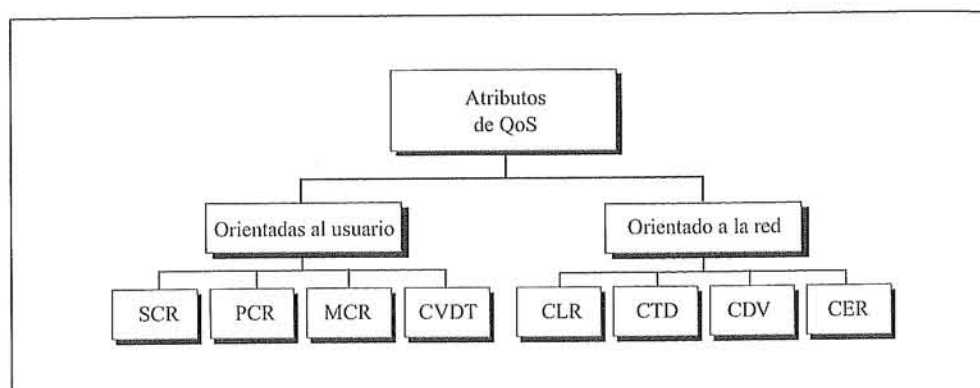 Atributos
de QoS
Orientadas al usuario
Orientado a la red
SCR
PCR
MCR
CVDT
CLR
CTD
CDV
CER